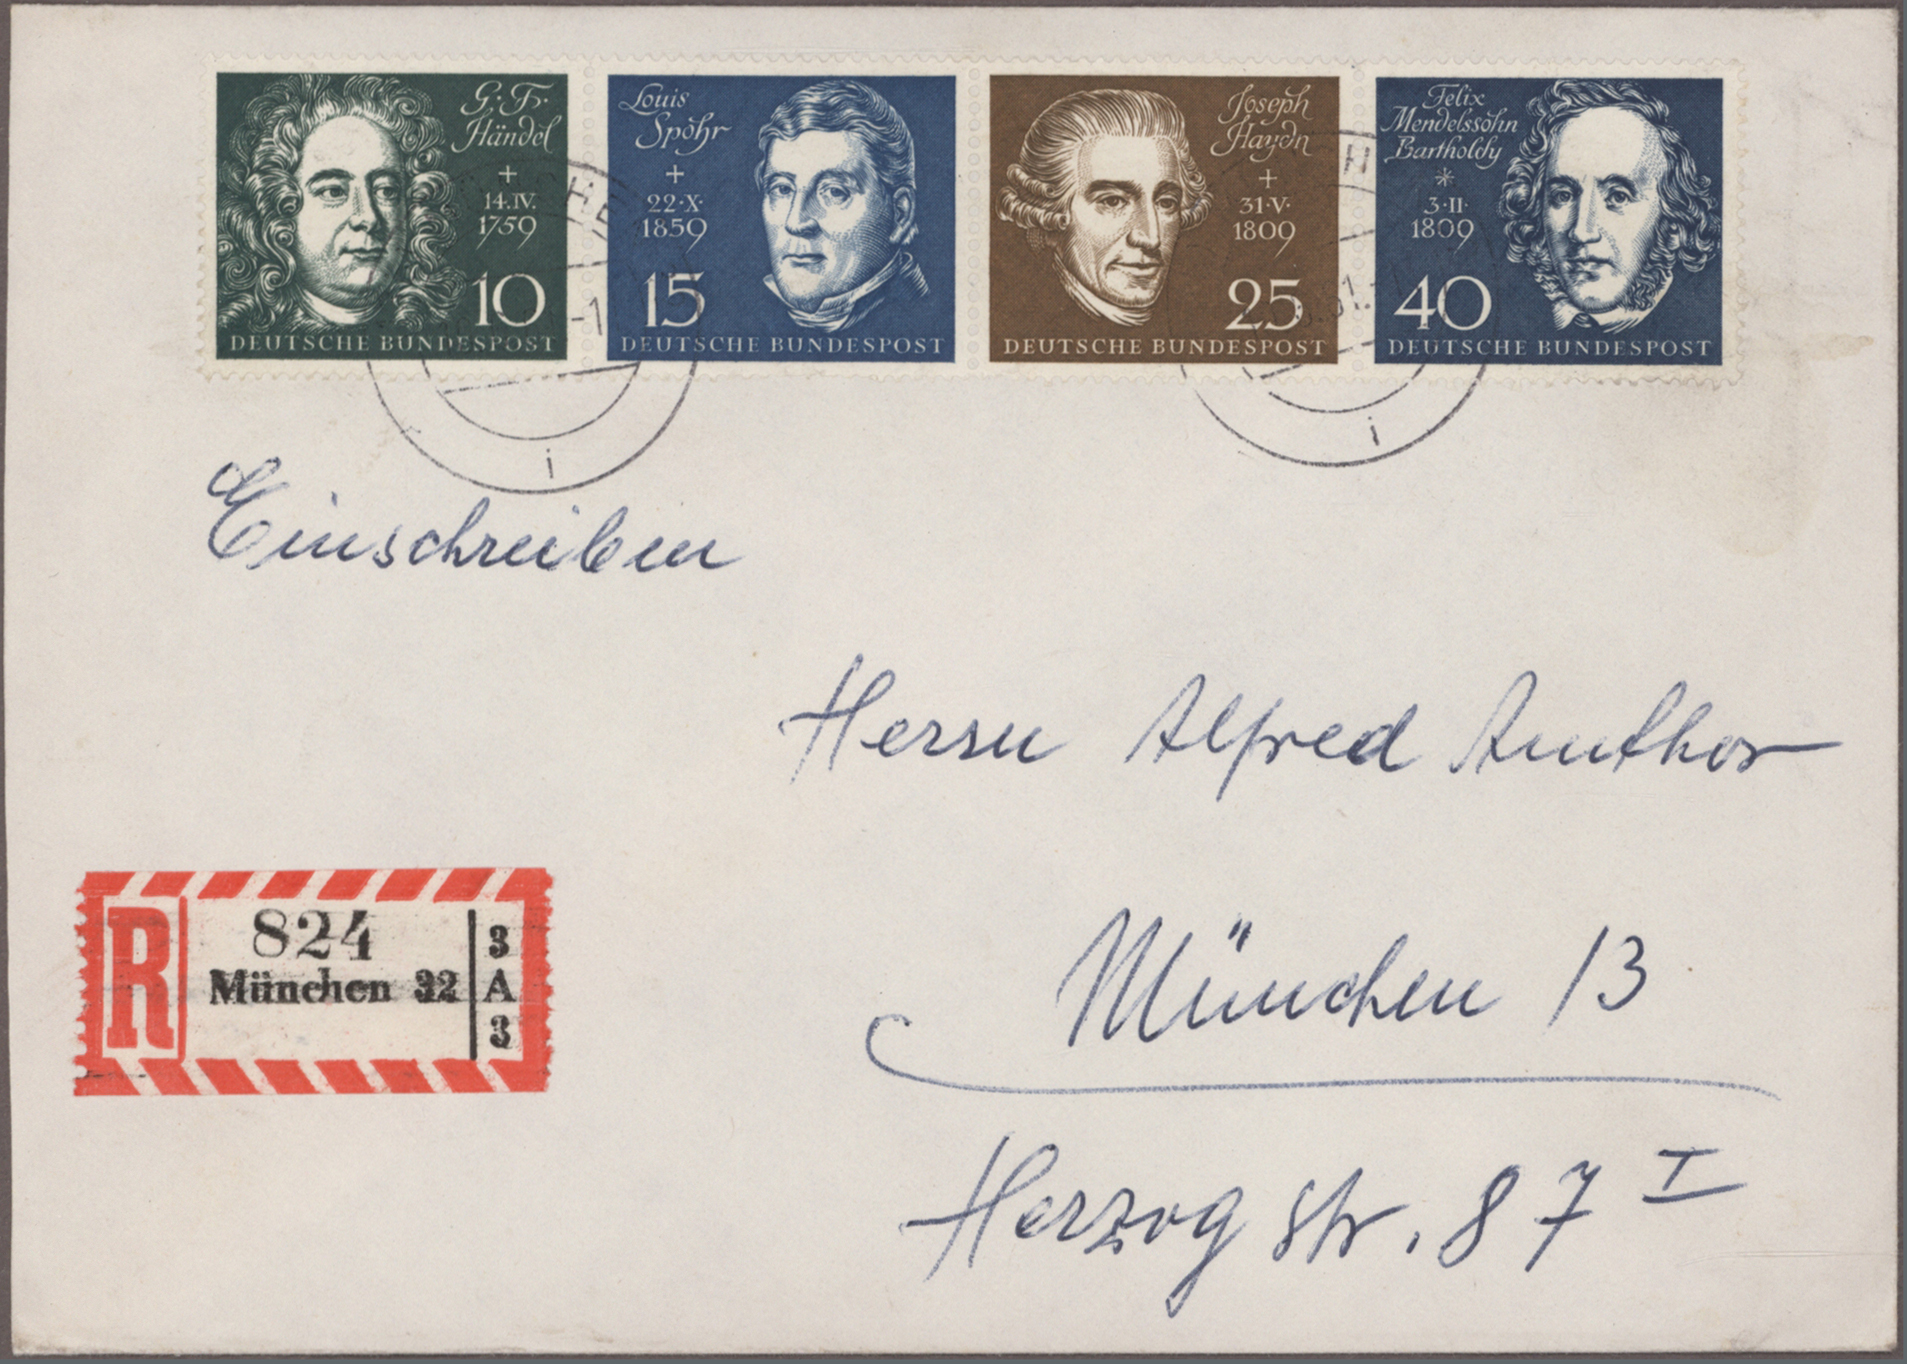 G. F.
Händel
+
14.IV.
1759
10
DEUTSCHE BUNDESPOST
Louis
Spohr
+
22.X.
1859
15
DEUTSCHE BUNDESPOST
Joseph
Haydn
+
31.V.
1809
25
DEUTSCHE BUNDESPOST
Felix
Mendelssohn
Bartholdy
*
3.II
1809
40
DEUTSCHE BUNDESPOST
i
i
Einschreiben
Herrn Alfred Amthor
München 13
Herzogstr. 87 I
R
824
München 32
3
A
3